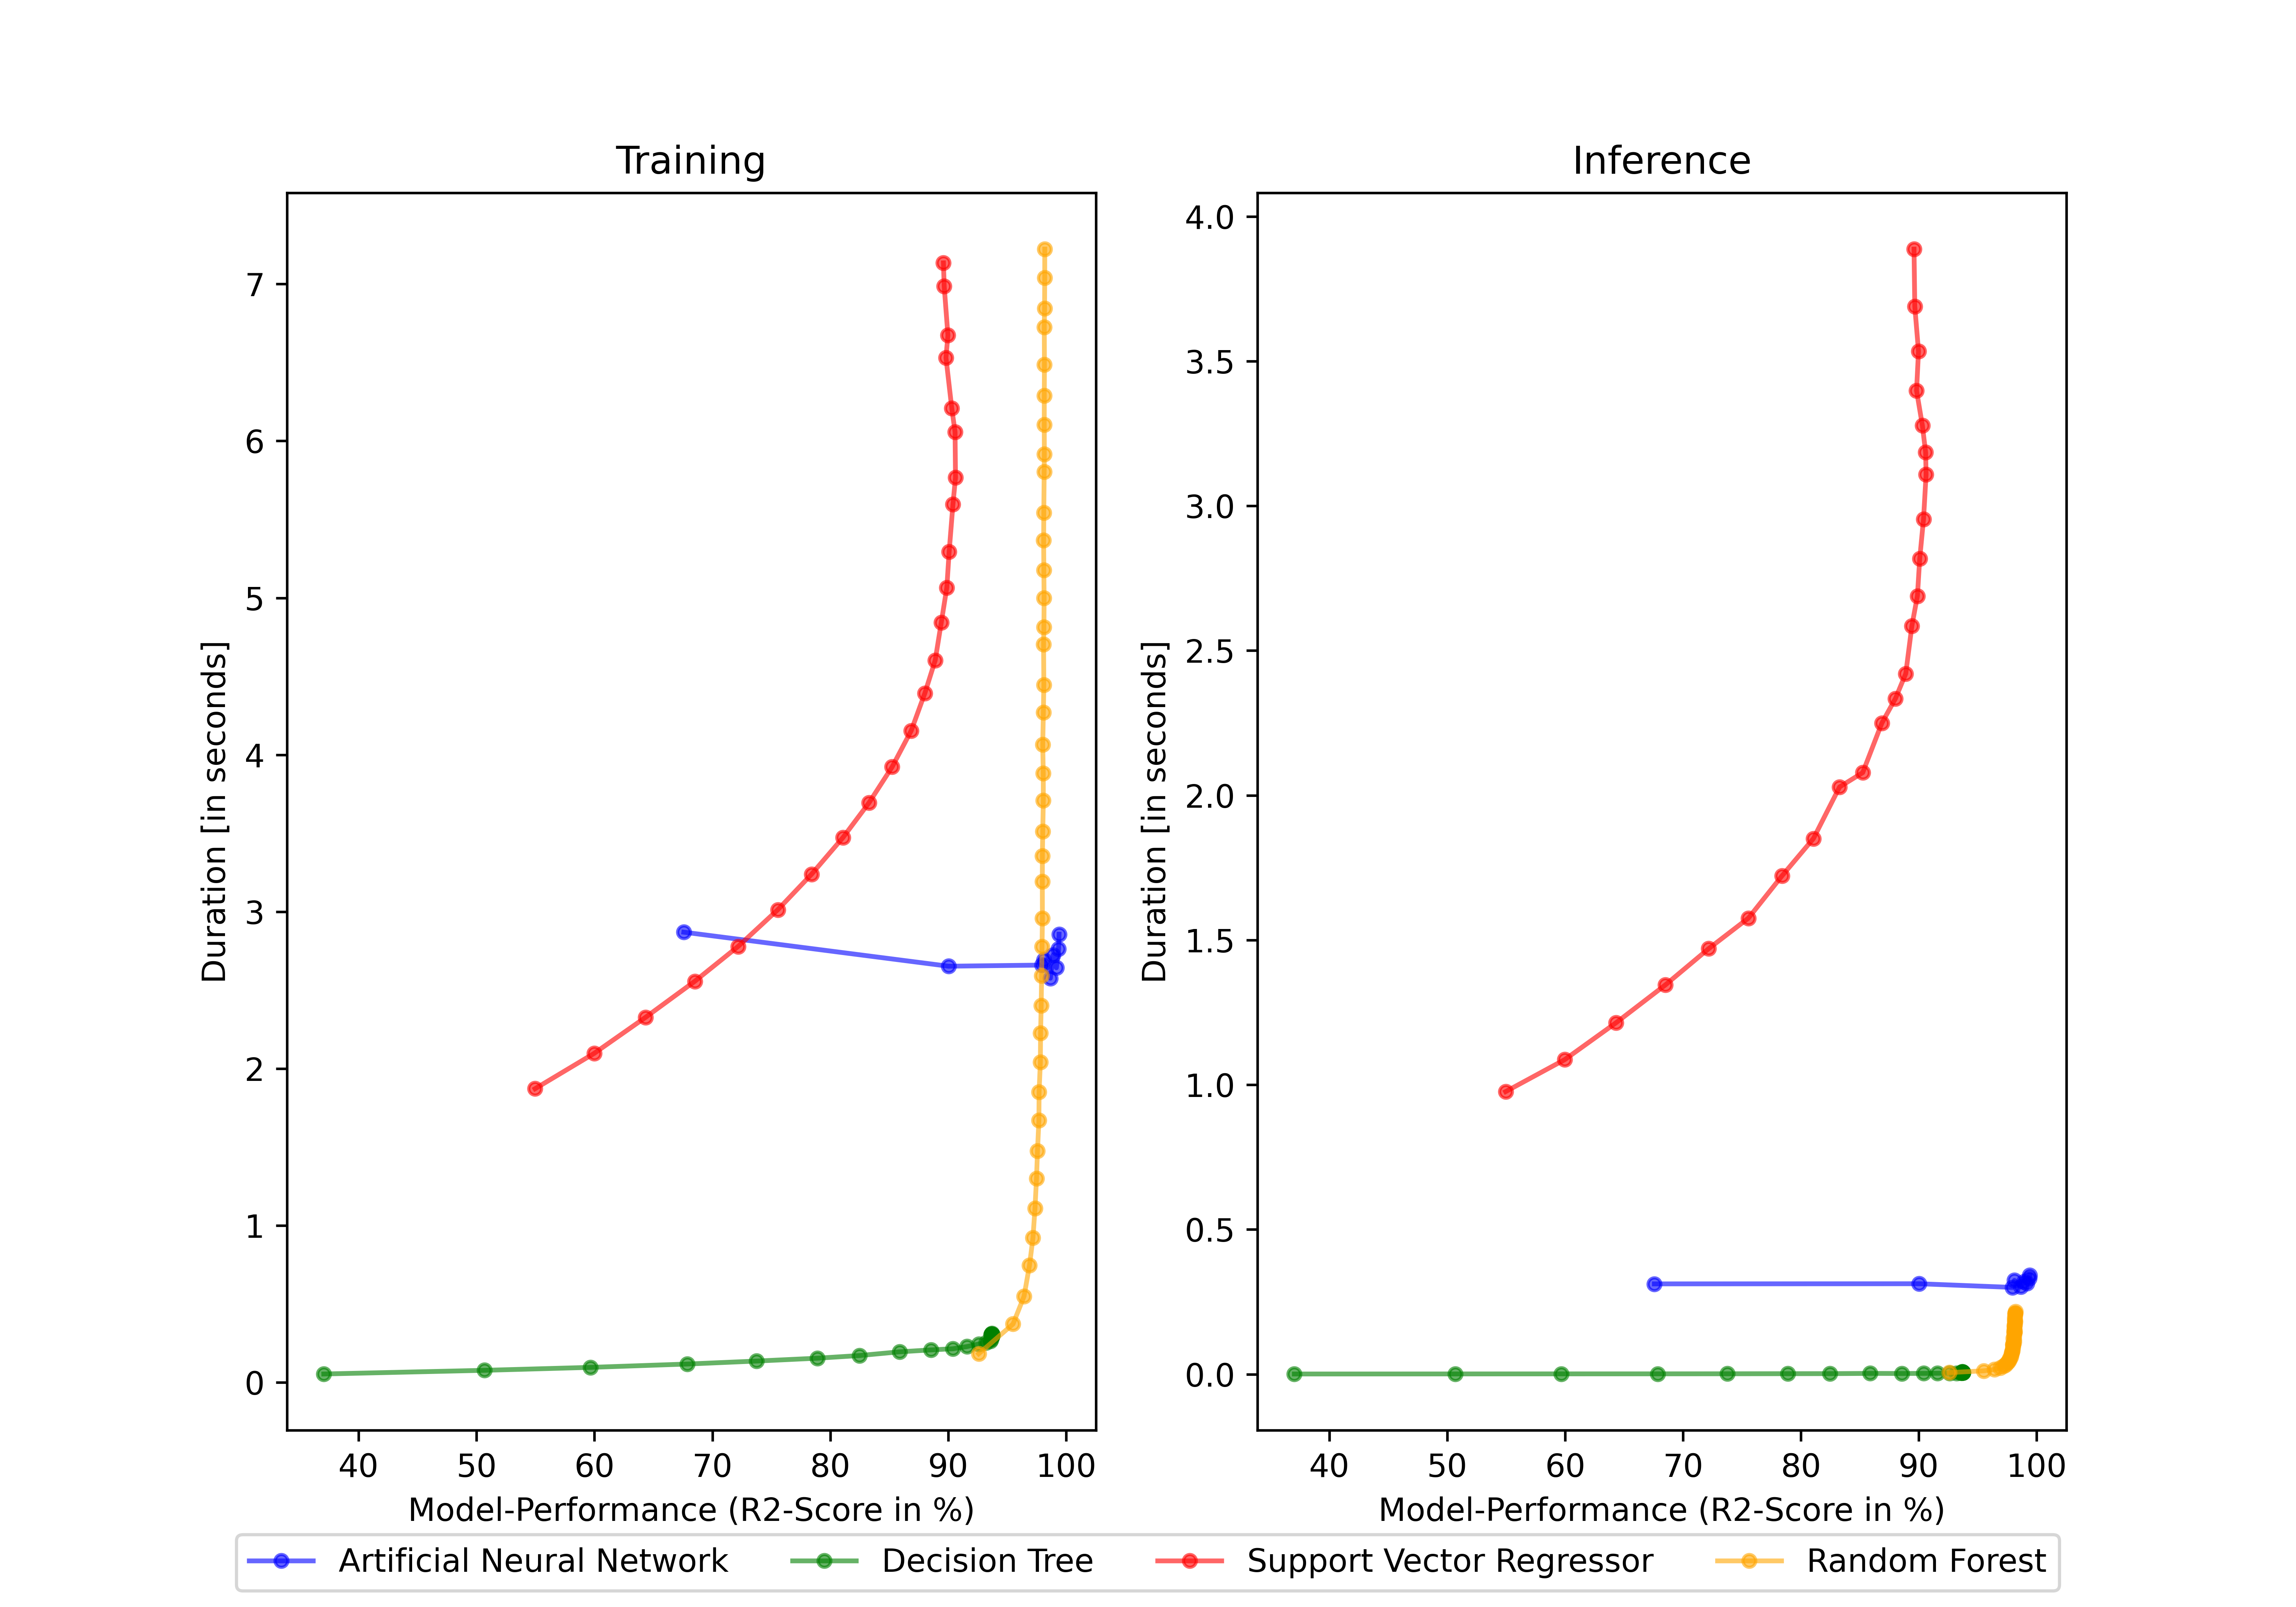 Training
Inference
Duration [in seconds]
7
6
5
4
3
2
1
0
40 50 60 70 80 90 100
Model-Performance (R2-Score in %)
Duration [in seconds]
4.0
3.5
3.0
2.5
2.0
1.5
1.0
0.5
0.0
40 50 60 70 80 90 100
Model-Performance (R2-Score in %)
Artificial Neural Network Decision Tree Support Vector Regressor Random Forest